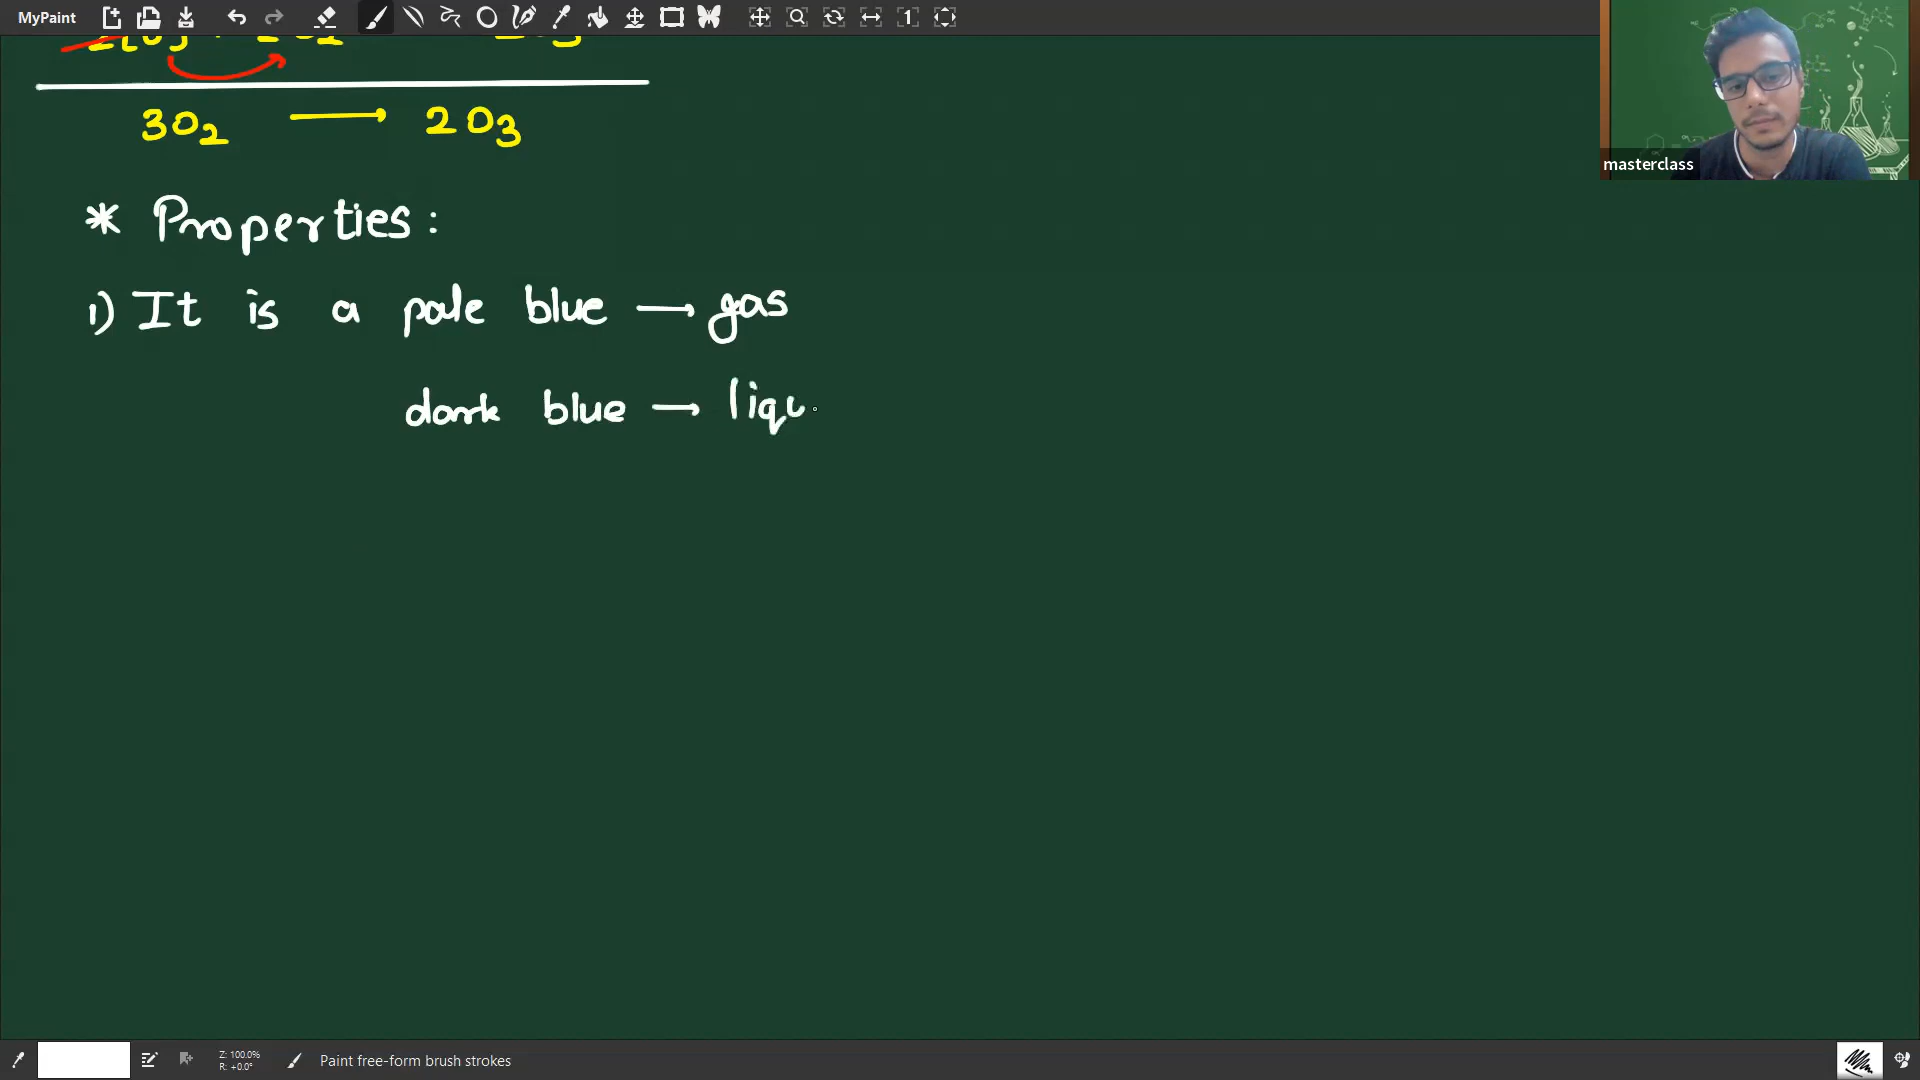 MyPaint
masterclass
3O2 → 2O3
* Properties:
1) It is a pale blue → gas
dark blue → liqu
Z: 100.0%
R: +0.0°
Paint free-form brush strokes